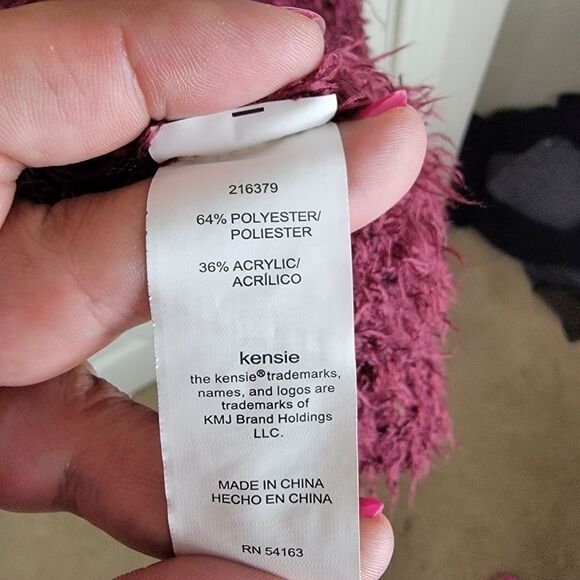 216379
64% POLYESTER/
POLIESTER
36% ACRYLIC/
ACRÍLICO
kensie
the kensie® trademarks,
names, and logos are
trademarks of
KMJ Brand Holdings
LLC.
MADE IN CHINA
HECHO EN CHINA
RN 54163